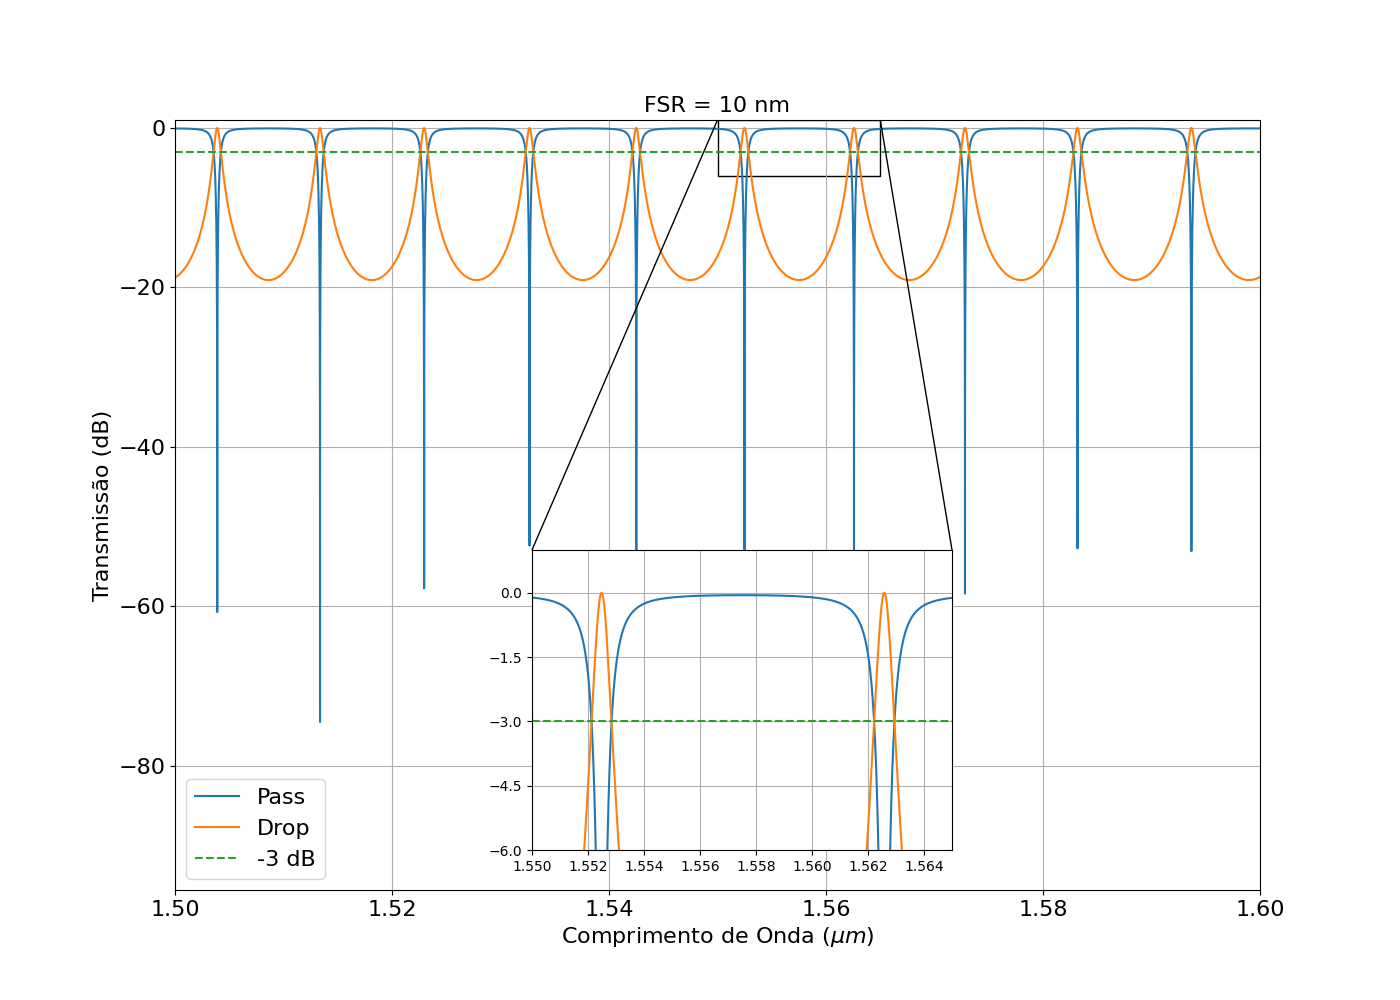 FSR = 10 nm
0
−20
−40
−60
−80
Transmissão (dB)
0.0
−1.5
−3.0
−4.5
−6.0
1.550 1.552 1.554 1.556 1.558 1.560 1.562 1.564
Pass
Drop
-3 dB
1.50 1.52 1.54 1.56 1.58 1.60
Comprimento de Onda (μm)